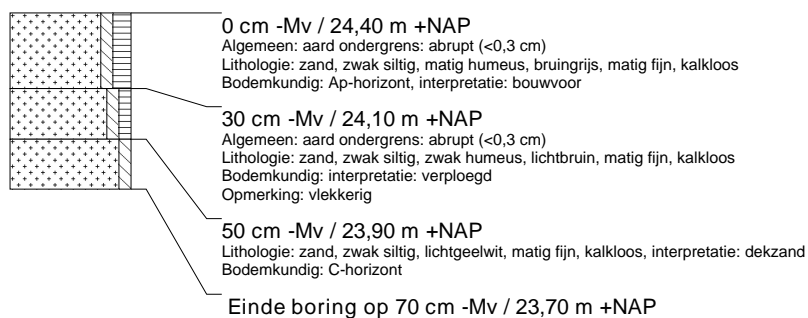 0 cm -Mv / 24,40 m +NAP
Algemeen: aard ondergrens: abrupt (<0,3 cm)
Lithologie: zand, zwak siltig, matig humeus, bruingrijs, matig fijn, kalkloos
Bodemkundig: Ap-horizont, interpretatie: bouwvoor
30 cm -Mv / 24,10 m +NAP
Algemeen: aard ondergrens: abrupt (<0,3 cm)
Lithologie: zand, zwak siltig, zwak humeus, lichtbruin, matig fijn, kalkloos
Bodemkundig: interpretatie: verploegd
Opmerking: vlekkerig
50 cm -Mv / 23,90 m +NAP
Lithologie: zand, zwak siltig, lichtgeelwit, matig fijn, kalkloos, interpretatie: dekzand
Bodemkundig: C-horizont
Einde boring op 70 cm -Mv / 23,70 m +NAP